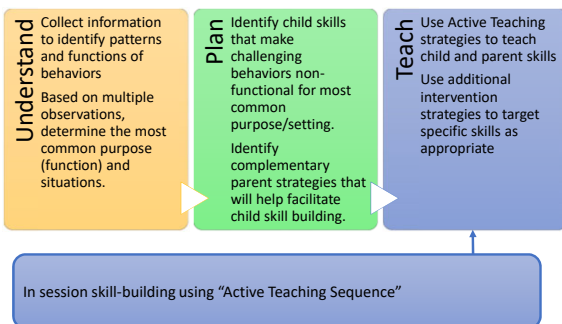 Understand
Collect information
to identify patterns
and functions of
behaviors
Based on multiple
observations,
determine the most
common purpose
(function) and
situations.
Plan
Identify child skills
that make
challenging
behaviors non-
functional for most
common
purpose/setting.
Identify
complementary
parent strategies that
will help facilitate
child skill building.
Teach
Use Active Teaching
strategies to teach
child and parent skills
Use additional
intervention
strategies to target
specific skills as
appropriate
In session skill-building using “Active Teaching Sequence”